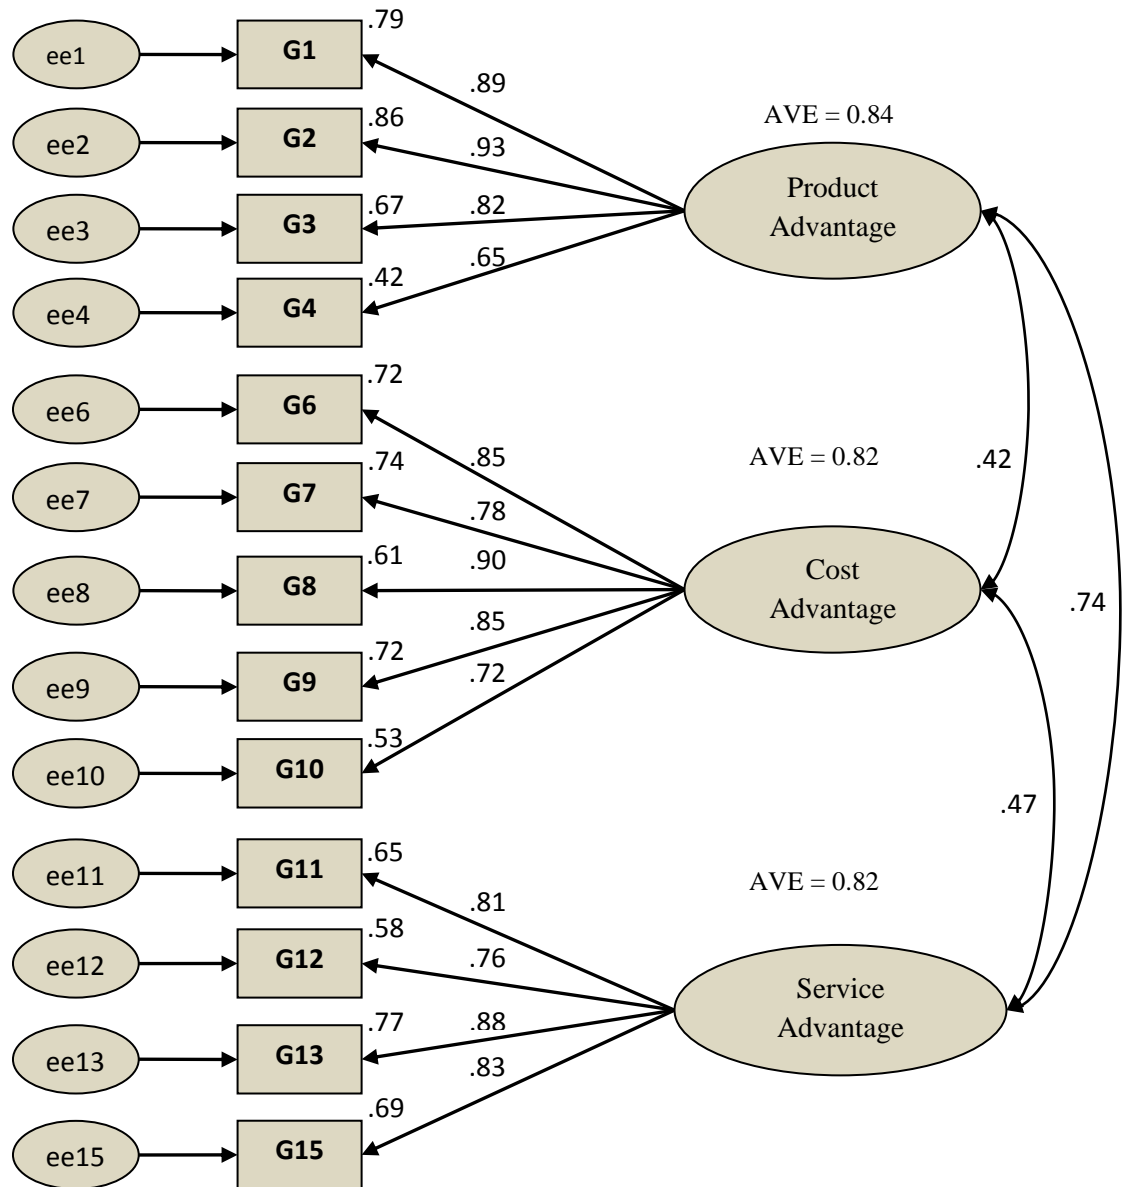 .79
ee1
G1
.89
.86
AVE = 0.84
ee2
G2
.93
Product
Advantage
.67
.82
ee3
G3
.65
.42
ee4
G4
.72
ee6
G6
.85
AVE = 0.82
.42
.74
ee7
G7
.78
.61
.90
ee8
G8
Cost
Advantage
.74
.85
.72
ee9
G9
.72
.53
ee10
G10
.47
.65
ee11
G11
AVE = 0.82
.81
.58
ee12
G12
.76
Service
Advantage
.77
.88
ee13
G13
.83
.69
ee15
G15